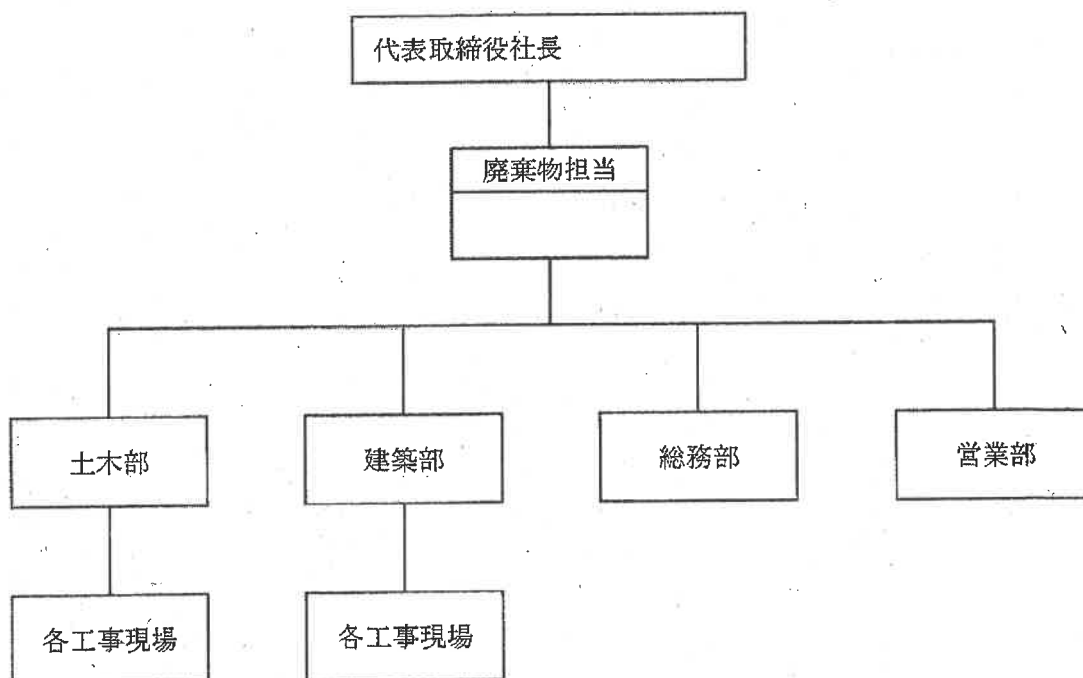 代表取締役社長
廃棄物担当
土木部
建築部
総務部
営業部
各工事現場
各工事現場